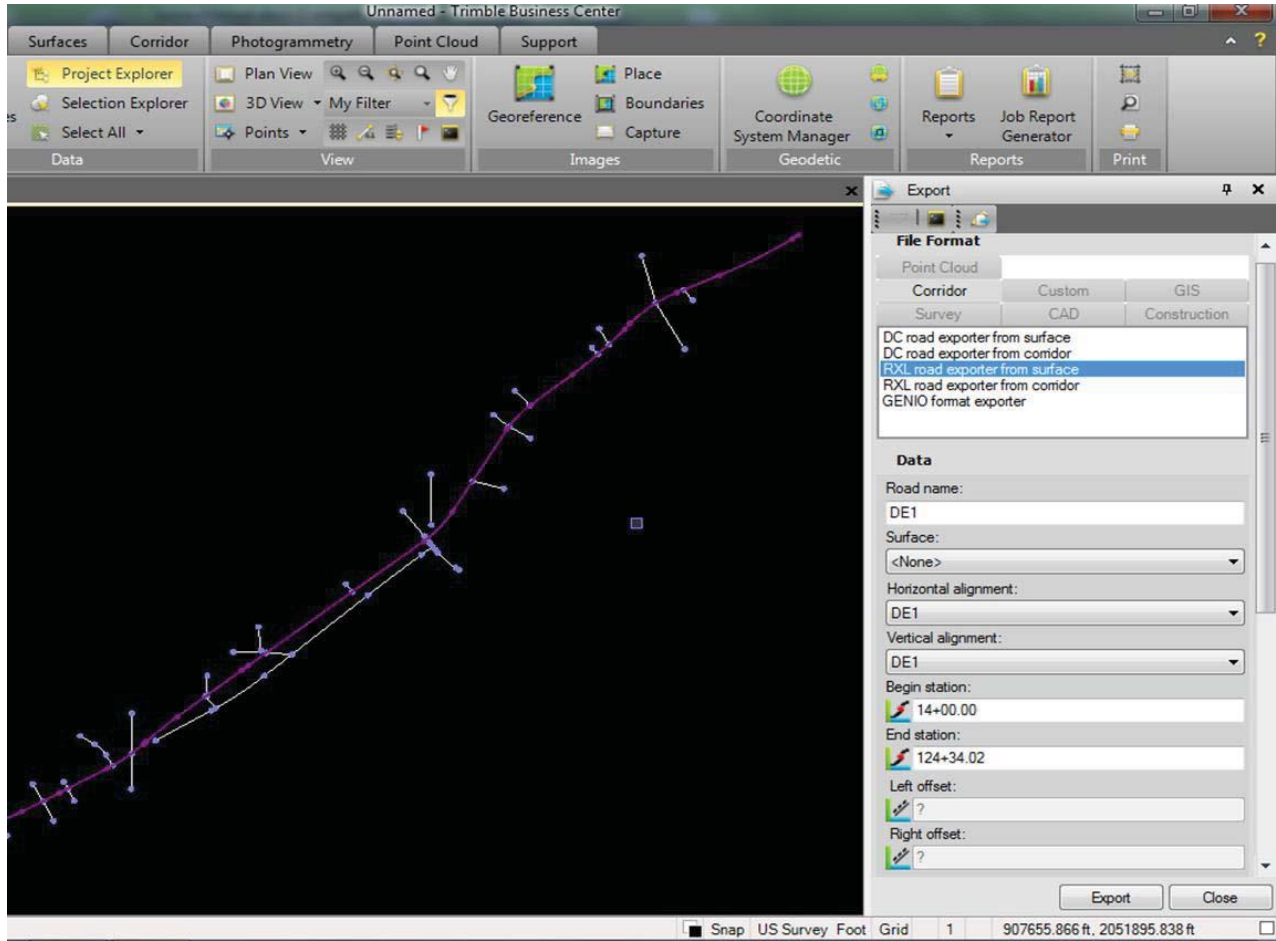 Unnamed - Trimble Business Center
Surfaces Corridor Photogrammetry Point Cloud Support
Project Explorer Plan View Place
Selection Explorer 3D View My Filter Georeference Boundaries Coordinate System Manager Reports Job Report Generator
Select All Points Capture
Data View Images Geodetic Reports Print
Export
File Format
Point Cloud
Corridor Custom GIS
Survey CAD Construction
DC road exporter from surface
DC road exporter from corridor
RXL road exporter from surface
RXL road exporter from corridor
GENIO format exporter
Data
Road name:
DE1
Surface:
<None>
Horizontal alignment:
DE1
Vertical alignment:
DE1
Begin station:
14+00.00
End station:
124+34.02
Left offset:
?
Right offset:
?
Export Close
Snap US Survey Foot Grid 1 907655.866 ft, 2051895.838 ft